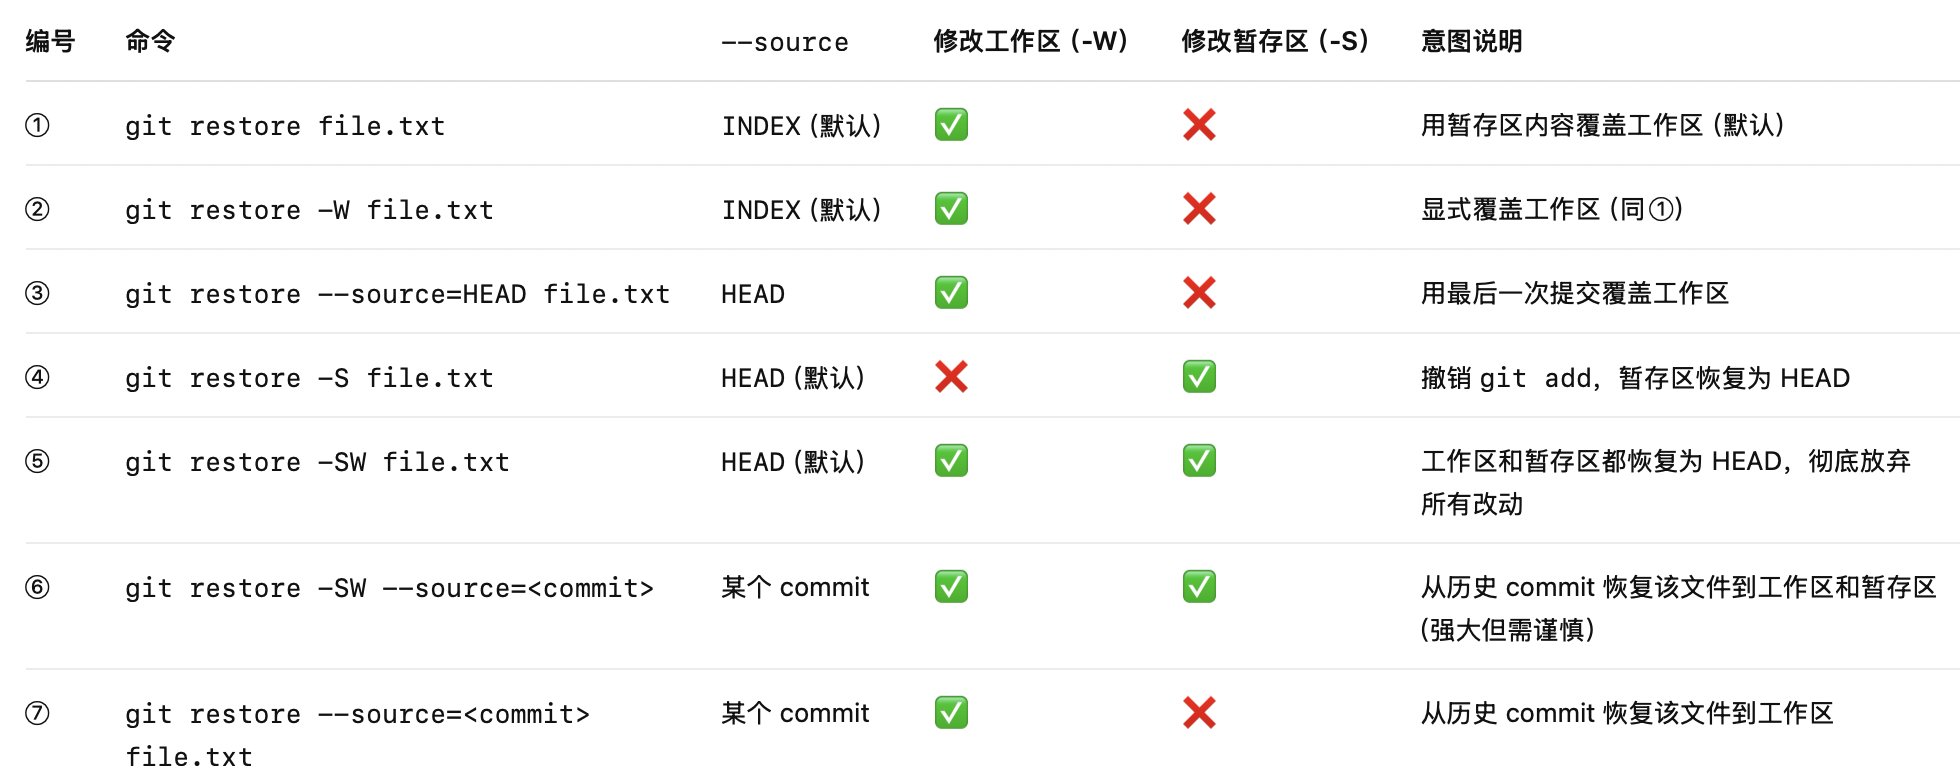 编号 命令 --source 修改工作区 (-W) 修改暂存区 (-S) 意图说明
① git restore file.txt INDEX (默认) ✅ ❌ 用暂存区内容覆盖工作区 (默认)
② git restore -W file.txt INDEX (默认) ✅ ❌ 显式覆盖工作区 (同①)
③ git restore --source=HEAD file.txt HEAD ✅ ❌ 用最后一次提交覆盖工作区
④ git restore -S file.txt HEAD (默认) ❌ ✅ 撤销 git add，暂存区恢复为 HEAD
⑤ git restore -SW file.txt HEAD (默认) ✅ ✅ 工作区和暂存区都恢复为 HEAD，彻底放弃
所有改动
⑥ git restore -SW --source=<commit> 某个 commit ✅ ✅ 从历史 commit 恢复该文件到工作区和暂存区
(强大但需谨慎)
⑦ git restore --source=<commit> 某个 commit ✅ ❌ 从历史 commit 恢复该文件到工作区
file.txt